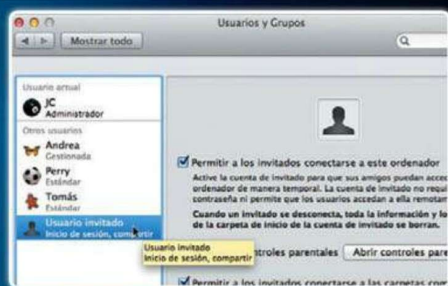 Usuarios y Grupos
Mostrar todo
Usuario actual
JC
Administrador
Otros usuarios
Andrea
Gestionada
Perry
Estándar
Tomás
Estándar
Usuario invitado
Inicio de sesión, compartir
Usuario invitado
Inicio de sesión, compartir
Permitir a los invitados conectarse a este ordenador
Active la cuenta de invitado para que sus amigos puedan acced
ordenador de manera temporal. La cuenta de invitado no requi
contraseña ni permite que los usuarios accedan a ella remotam
Cuando un invitado se desconecta, toda la información y lo
de la carpeta de inicio de la cuenta de invitado se borran.
ntroles parentales
Abrir controles pare
Permitir a los invitados conectarse a las carpetas com